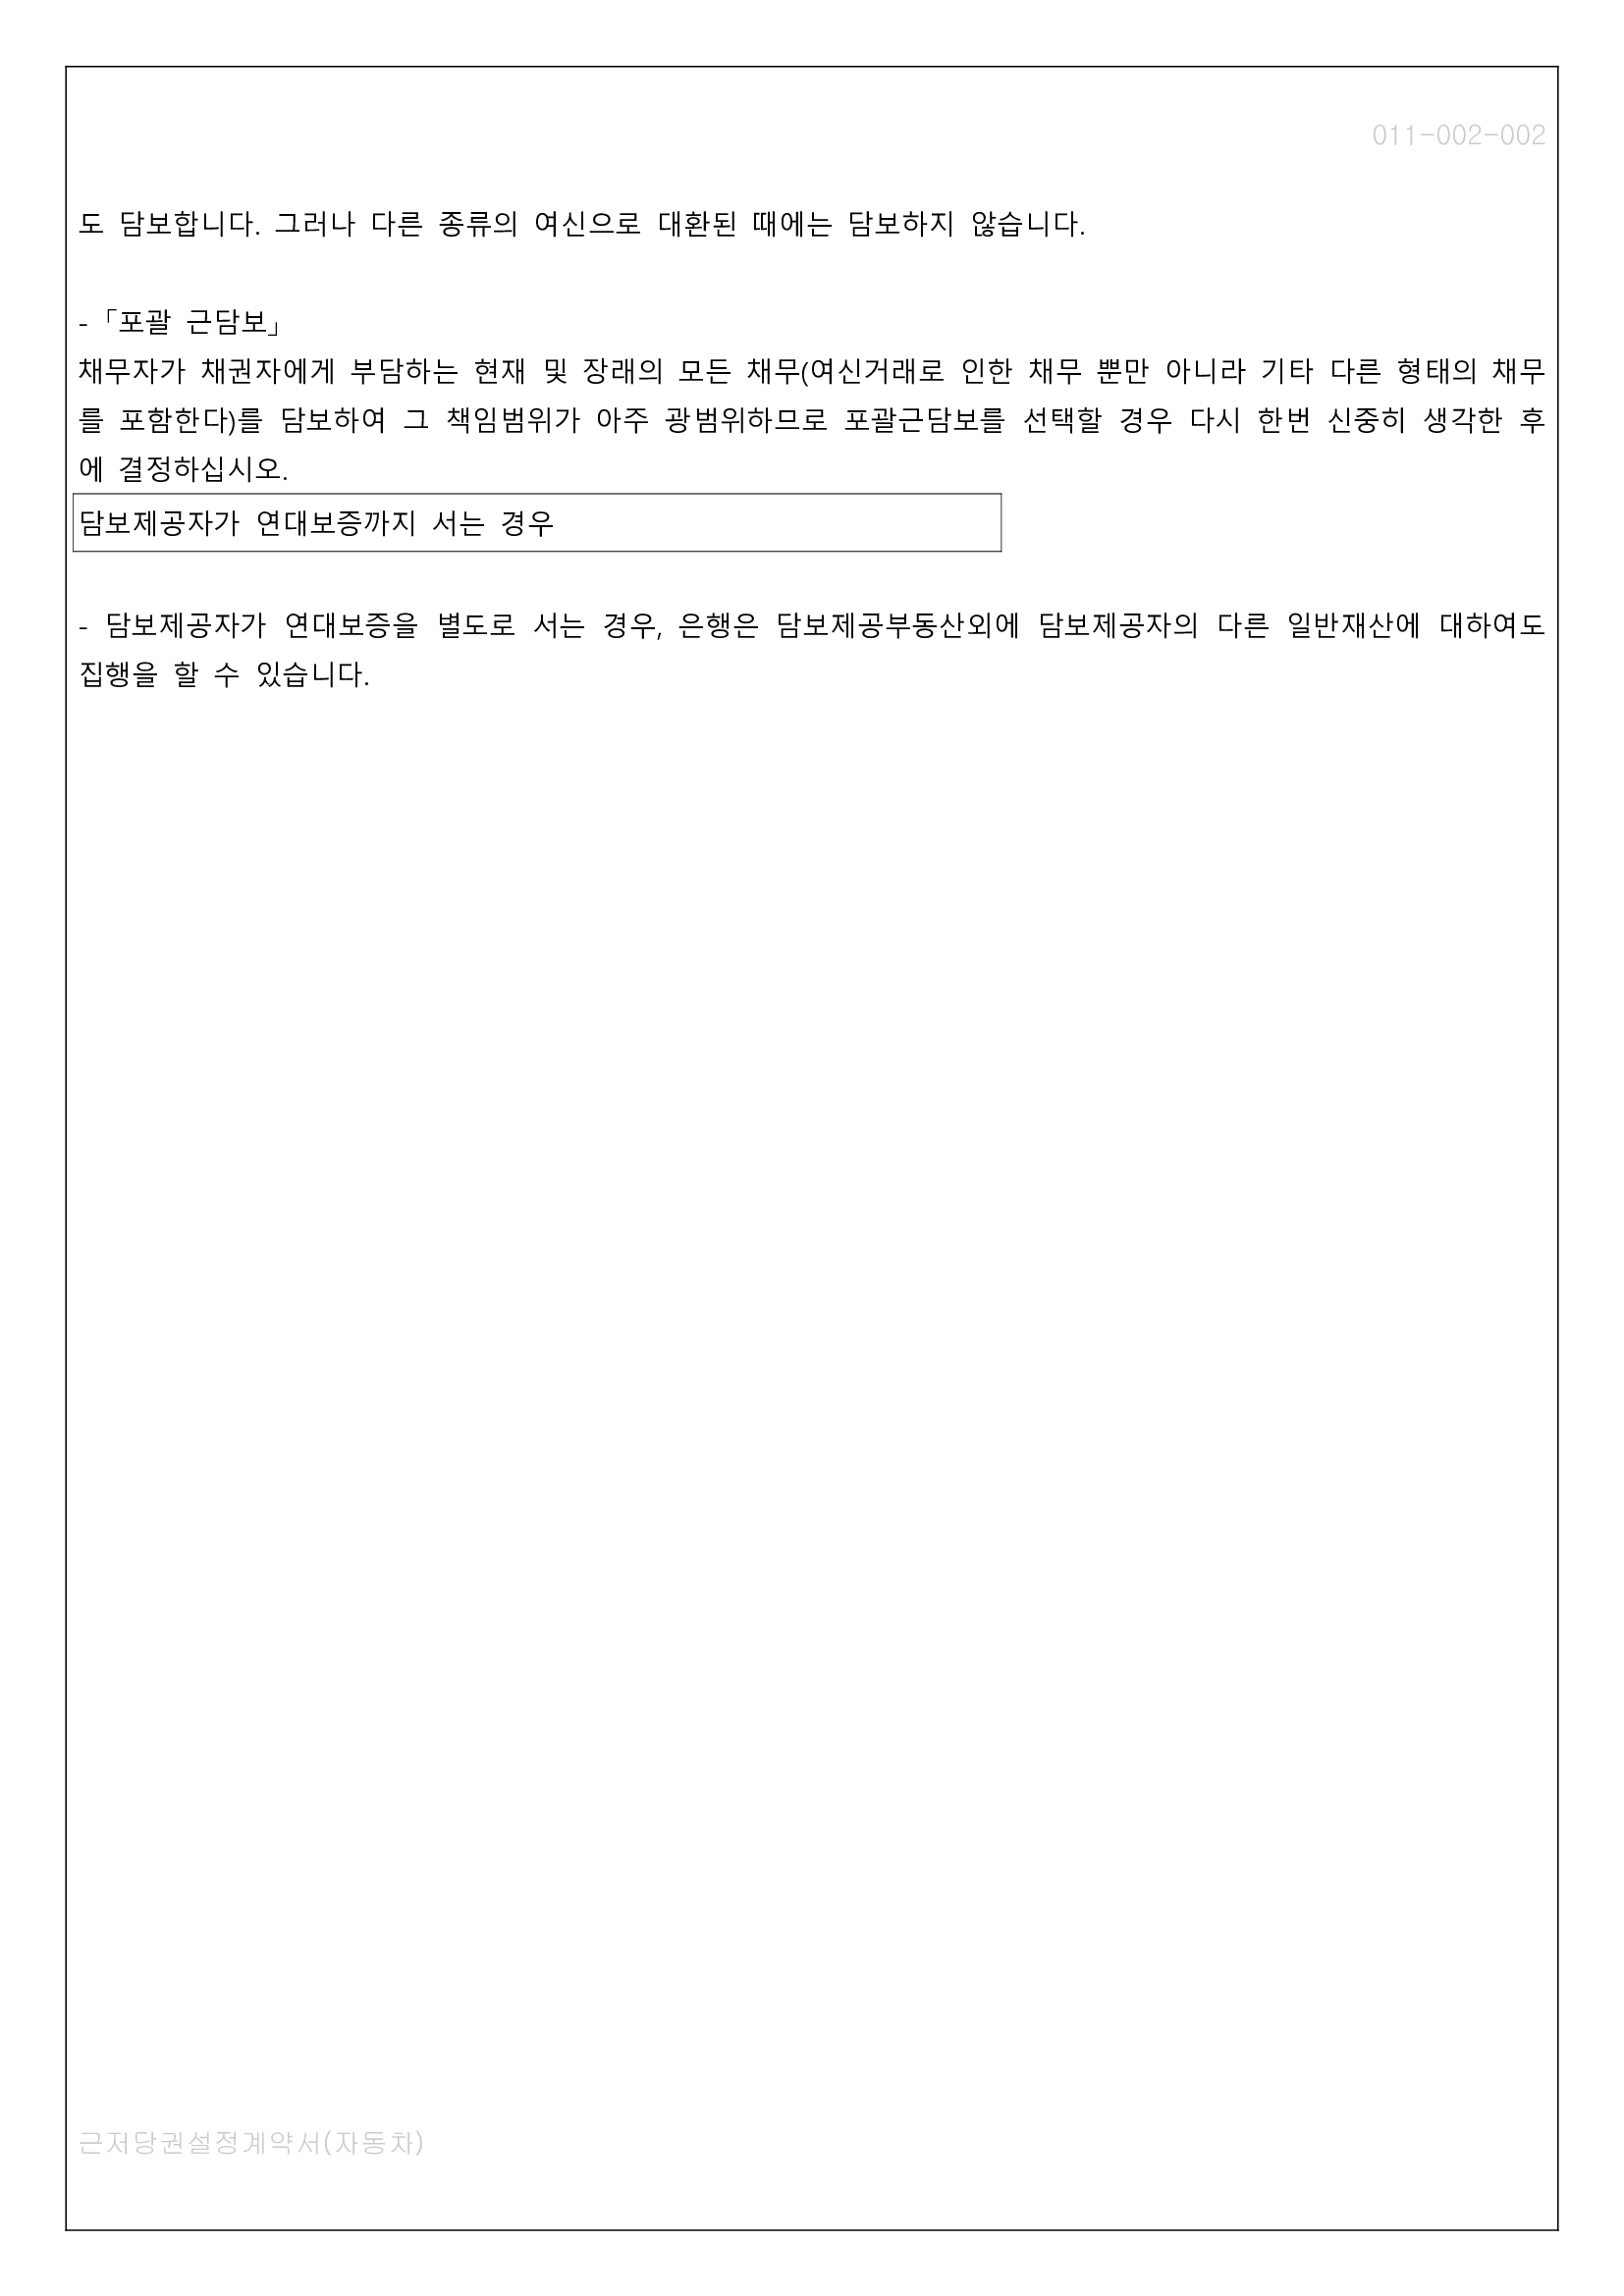 011-002-002
도 담보합니다. 그러나 다른 종류의 여신으로 대환된 때에는 담보하지 않습니다.
-「포괄 근담보」
채무자가 채권자에게 부담하는 현재 및 장래의 모든 채무(여신거래로 인한 채무 뿐만 아니라 기타 다른 형태의 채무
를 포함한다)를 담보하여 그 책임범위가 아주 광범위하므로 포괄근담보를 선택할 경우 다시 한번 신중히 생각한 후
에 결정하십시오.
담보제공자가 연대보증까지 서는 경우
- 담보제공자가 연대보증을 별도로 서는 경우, 은행은 담보제공부동산외에 담보제공자의 다른 일반재산에 대하여도
집행을 할 수 있습니다.
근저당권설정계약서(자동차)